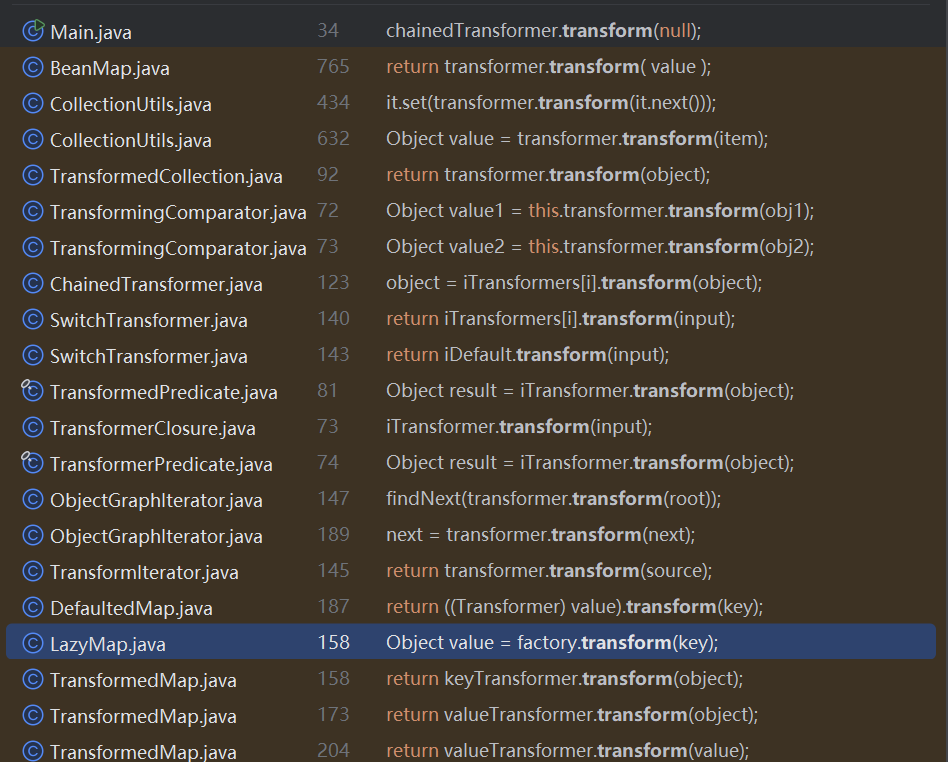 Main.java 34 chainedTransformer.transform(null);
BeanMap.java 765 return transformer.transform( value );
CollectionUtils.java 434 it.set(transformer.transform(it.next()));
CollectionUtils.java 632 Object value = transformer.transform(item);
TransformedCollection.java 92 return transformer.transform(object);
TransformingComparator.java 72 Object value1 = this.transformer.transform(obj1);
TransformingComparator.java 73 Object value2 = this.transformer.transform(obj2);
ChainedTransformer.java 123 object = iTransformers[i].transform(object);
SwitchTransformer.java 140 return iTransformers[i].transform(input);
SwitchTransformer.java 143 return iDefault.transform(input);
TransformedPredicate.java 81 Object result = iTransformer.transform(object);
TransformerClosure.java 73 iTransformer.transform(input);
TransformerPredicate.java 74 Object result = iTransformer.transform(object);
ObjectGraphIterator.java 147 findNext(transformer.transform(root));
ObjectGraphIterator.java 189 next = transformer.transform(next);
TransformIterator.java 145 return transformer.transform(source);
DefaultedMap.java 187 return ((Transformer) value).transform(key);
LazyMap.java 158 Object value = factory.transform(key);
TransformedMap.java 158 return keyTransformer.transform(object);
TransformedMap.java 173 return valueTransformer.transform(object);
TransformedMap.java 204 return valueTransformer.transform(value);